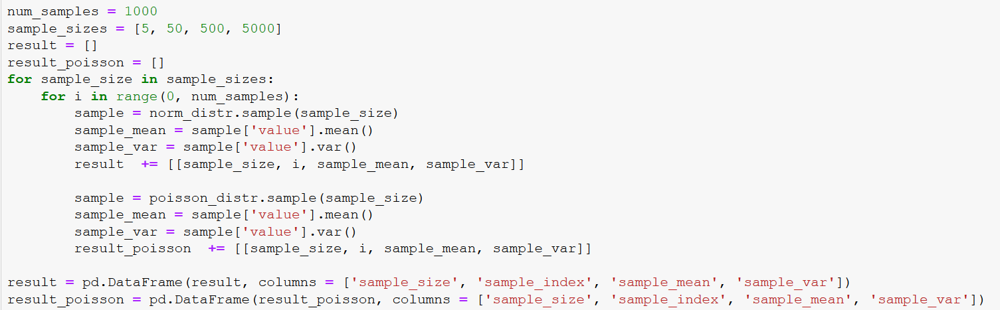 num_samples = 1000
sample_sizes = [5, 50, 500, 5000]
result = []
result_poisson = []
for sample_size in sample_sizes:
    for i in range(0, num_samples):
        sample = norm_distr.sample(sample_size)
        sample_mean = sample['value'].mean()
        sample_var = sample['value'].var()
        result  += [[sample_size, i, sample_mean, sample_var]]

        sample = poisson_distr.sample(sample_size)
        sample_mean = sample['value'].mean()
        sample_var = sample['value'].var()
        result_poisson  += [[sample_size, i, sample_mean, sample_var]]

result = pd.DataFrame(result, columns = ['sample_size', 'sample_index', 'sample_mean', 'sample_var'])
result_poisson = pd.DataFrame(result_poisson, columns = ['sample_size', 'sample_index', 'sample_mean', 'sample_var'])